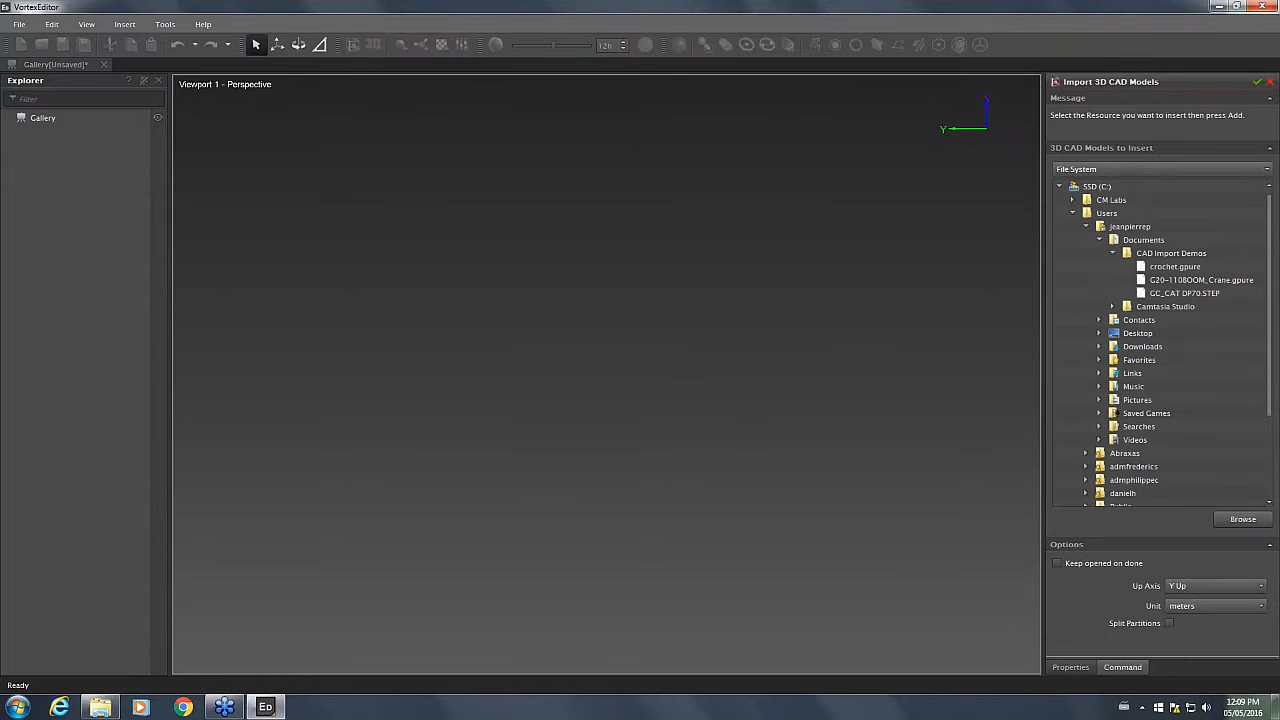 VortexEditor
File Edit View Insert Tools Help
12h
Gallery[Unsaved]*
Explorer
Filter
Gallery
Viewport 1 - Perspective
Y
Import 3D CAD Models
Message
Select the Resource you want to insert then press Add.
3D CAD Models to Insert
File System
SSD (C:)
CM Labs
Users
jeanpierrep
Documents
CAD Import Demos
crochet.gpure
G20-1108OOM_Crane.gpure
GC_CAT DP70.STEP
Camtasia Studio
Contacts
Desktop
Downloads
Favorites
Links
Music
Pictures
Saved Games
Searches
Videos
Abraxas
admfrederics
admphilippec
danielh
Browse
Options
Keep opened on done
Up Axis Y Up
Unit meters
Split Partitions
Properties Command
Ready
Ed
12:09 PM
05/05/2016